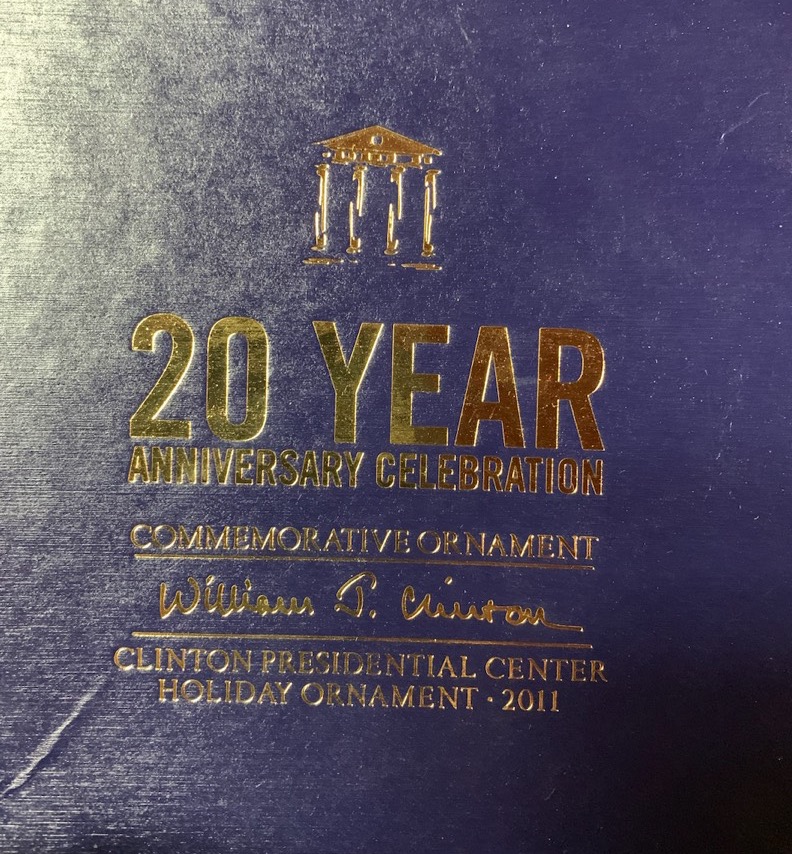 20 YEAR
ANNIVERSARY CELEBRATION
COMMEMORATIVE ORNAMENT
William J. Clinton
CLINTON PRESIDENTIAL CENTER
HOLIDAY ORNAMENT · 2011